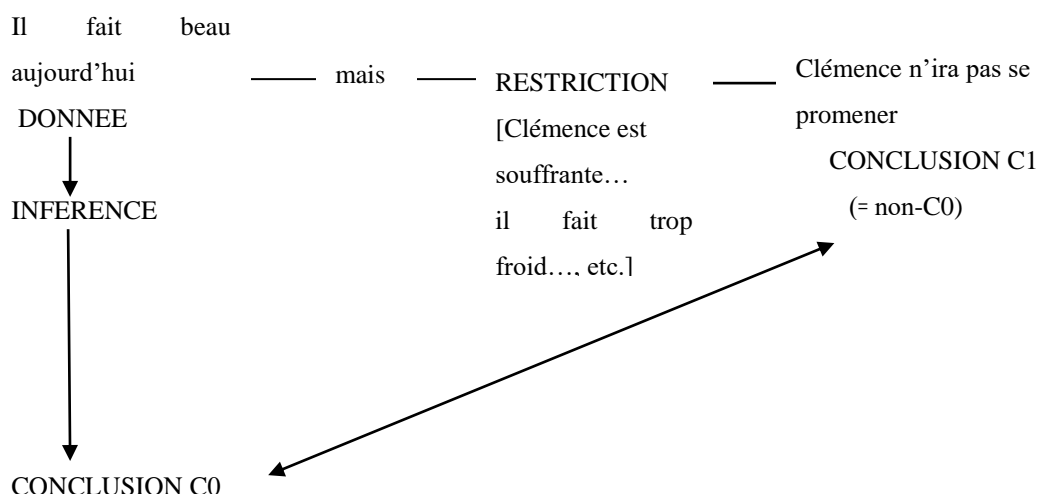 Il fait beau
aujourd’hui
DONNEE
INFERENCE
CONCLUSION C0
mais
RESTRICTION
[Clémence est
souffrante…
il fait trop
froid…, etc.]
Clémence n’ira pas se
promener
CONCLUSION C1
(= non-C0)